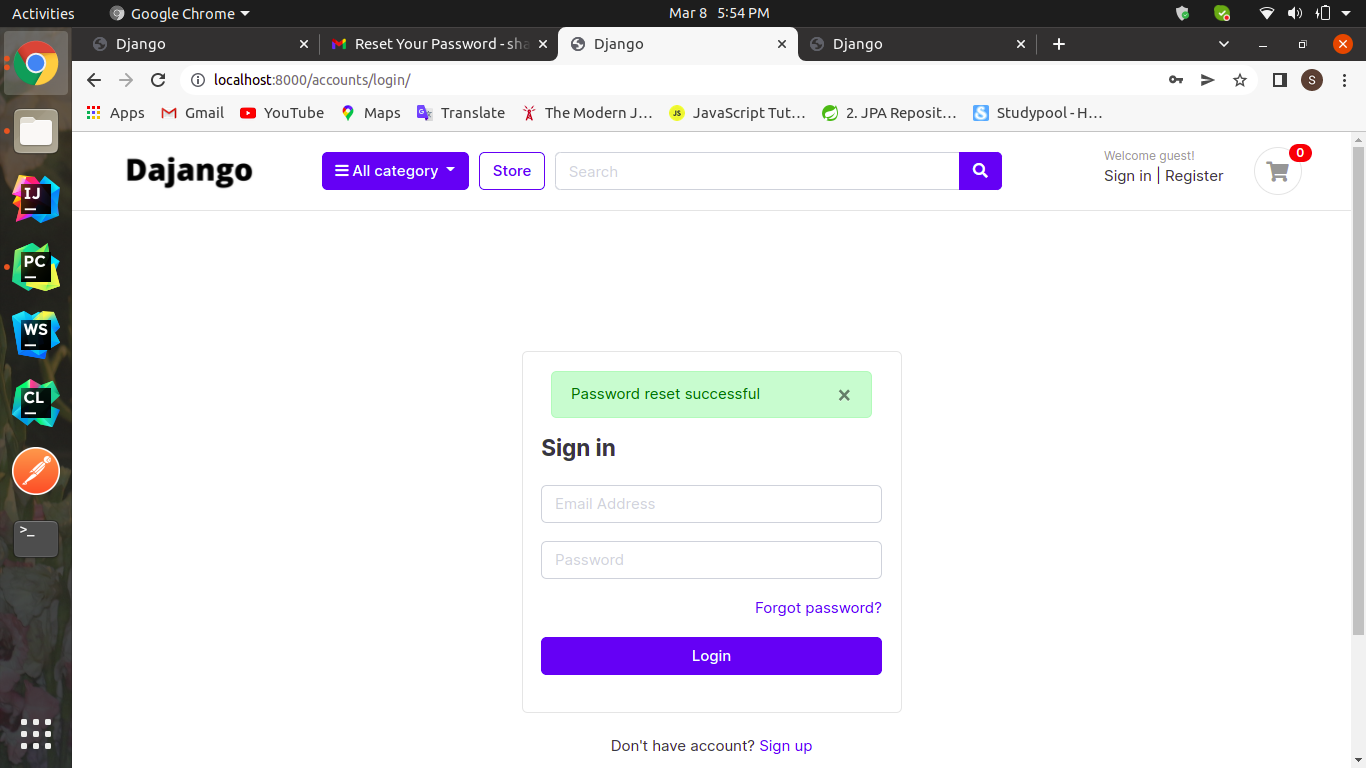 Activities Google Chrome Mar 8 5:54 PM
Django Reset Your Password - sha Django Django
localhost:8000/accounts/login/ S
Apps Gmail YouTube Maps Translate The Modern J... JS JavaScript Tut... 2. JPA Reposit... Studypool - H...
Dajango All category Store Search Welcome guest! 0
Sign in | Register
IJ
PC
WS
CL
>_
Password reset successful ×
Sign in
Email Address
Password
Forgot password?
Login
Don't have account? Sign up